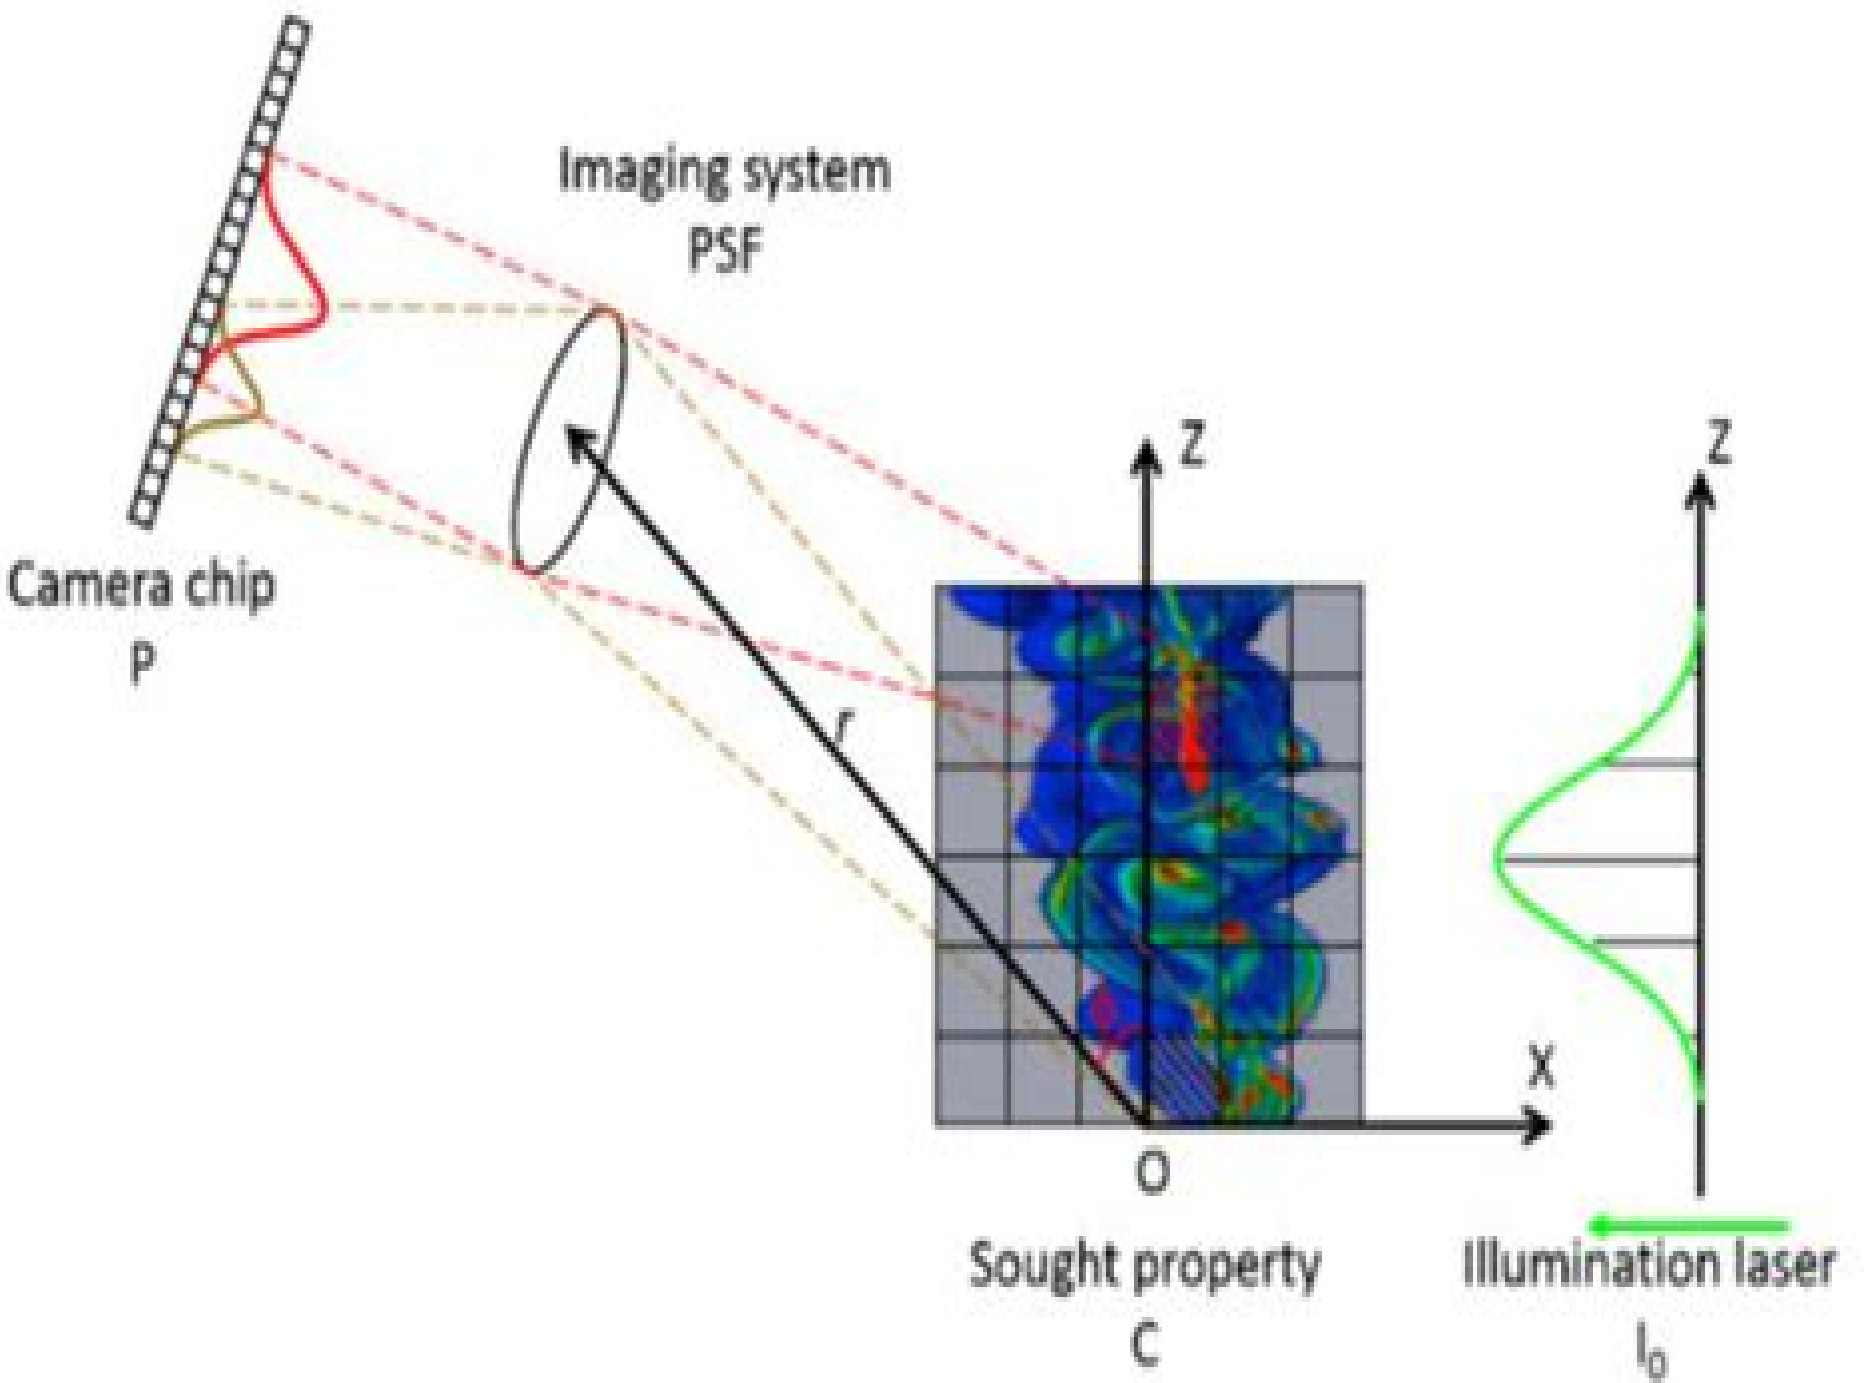 Imaging system
PSF
Camera chip
P
r
Z
Z
X
O
Sought property
C
Illumination laser
I₀